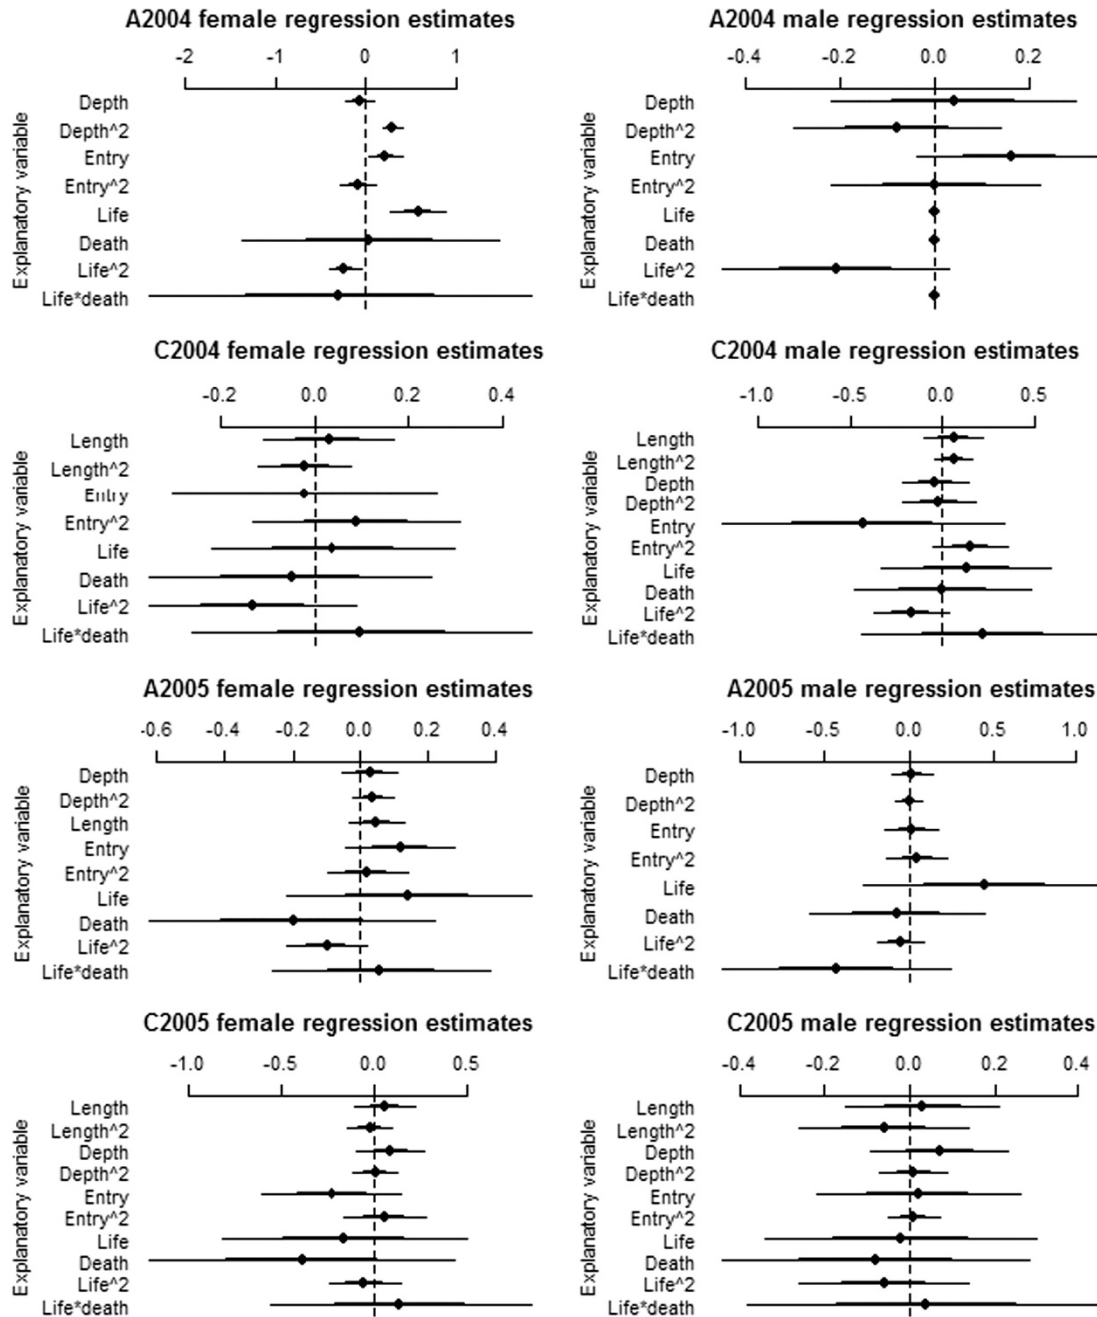 A2004 female regression estimates
-2 -1 0 1
Explanatory variable
Depth
Depth^2
Entry
Entry^2
Life
Death
Life^2
Life*death
A2004 male regression estimates
-0.4 -0.2 0.0 0.2
Explanatory variable
Depth
Depth^2
Entry
Entry^2
Life
Death
Life^2
Life*death
C2004 female regression estimates
-0.2 0.0 0.2 0.4
Explanatory variable
Length
Length^2
Entry
Entry^2
Life
Death
Life^2
Life*death
C2004 male regression estimates
-1.0 -0.5 0.0 0.5
Explanatory variable
Length
Length^2
Depth
Depth^2
Entry
Entry^2
Life
Death
Life^2
Life*death
A2005 female regression estimates
-0.6 -0.4 -0.2 0.0 0.2 0.4
Explanatory variable
Depth
Depth^2
Length
Entry
Entry^2
Life
Death
Life^2
Life*death
A2005 male regression estimates
-1.0 -0.5 0.0 0.5 1.0
Explanatory variable
Depth
Depth^2
Entry
Entry^2
Life
Death
Life^2
Life*death
C2005 female regression estimates
-1.0 -0.5 0.0 0.5
Explanatory variable
Length
Length^2
Depth
Depth^2
Entry
Entry^2
Life
Death
Life^2
Life*death
C2005 male regression estimates
-0.4 -0.2 0.0 0.2 0.4
Explanatory variable
Length
Length^2
Depth
Depth^2
Entry
Entry^2
Life
Death
Life^2
Life*death